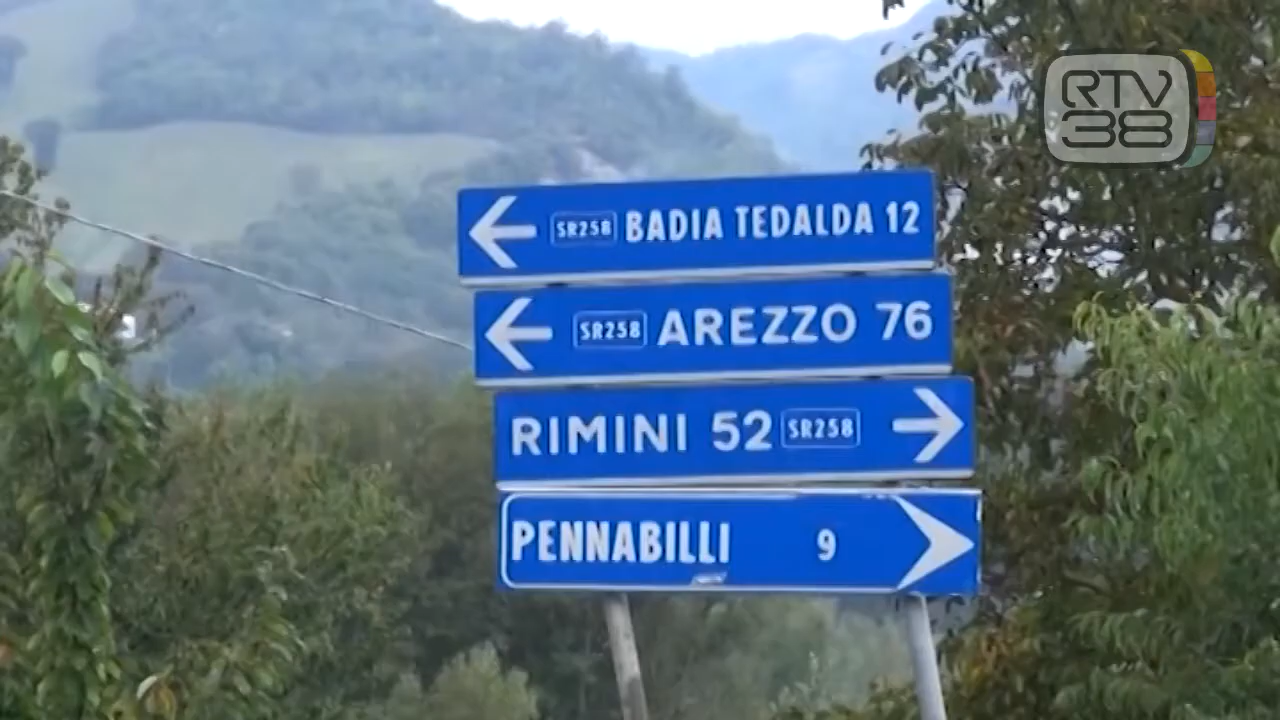 RTV
38
SR258 BADIA TEDALDA 12
SR258 AREZZO 76
RIMINI 52 SR258
PENNABILLI 9